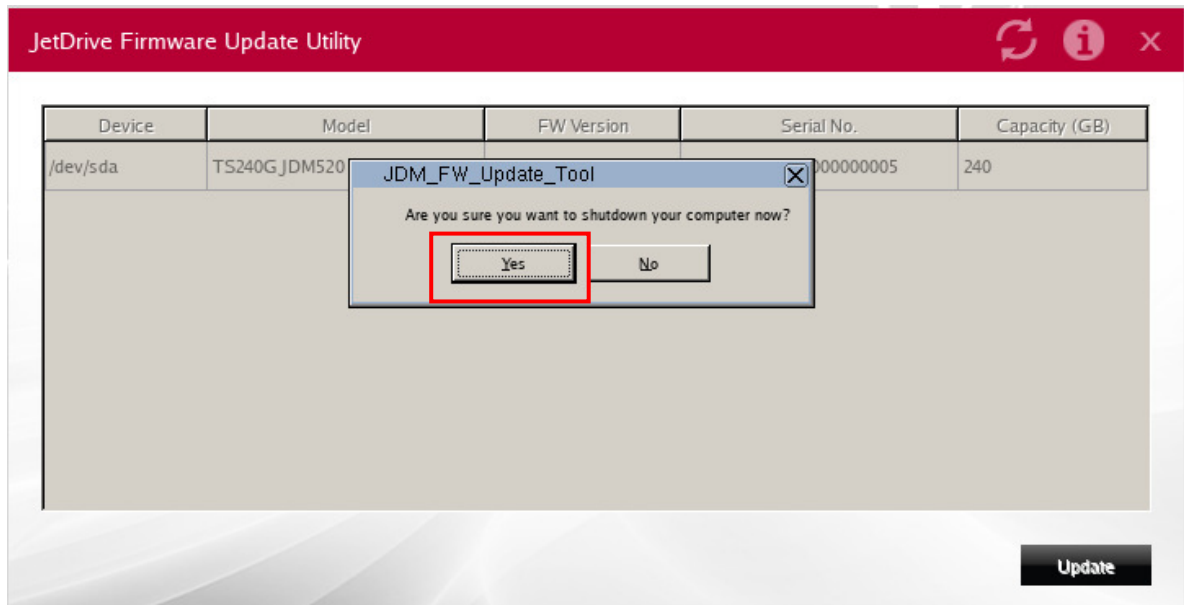 JetDrive Firmware Update Utility
Device Model FW Version Serial No. Capacity (GB)
/dev/sda TS240GJDM520 000000005 240
JDM_FW_Update_Tool
Are you sure you want to shutdown your computer now?
Yes No
Update